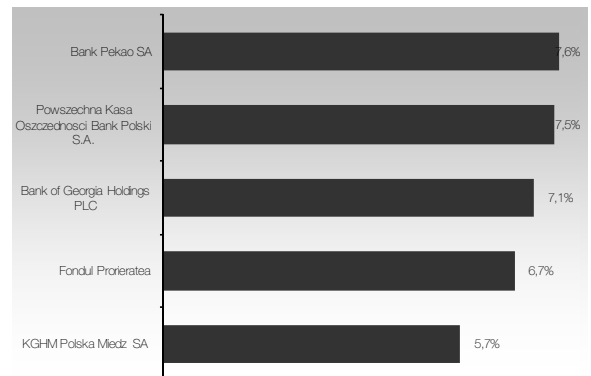 Bank Pekao SA
7,6%
Powszechna Kasa
Oszczednosci Bank Polski
S.A.
7,5%
Bank of Georgia Holdings
PLC
7,1%
Fondul Prorieratea
6,7%
KGHM Polska Miedz SA
5,7%